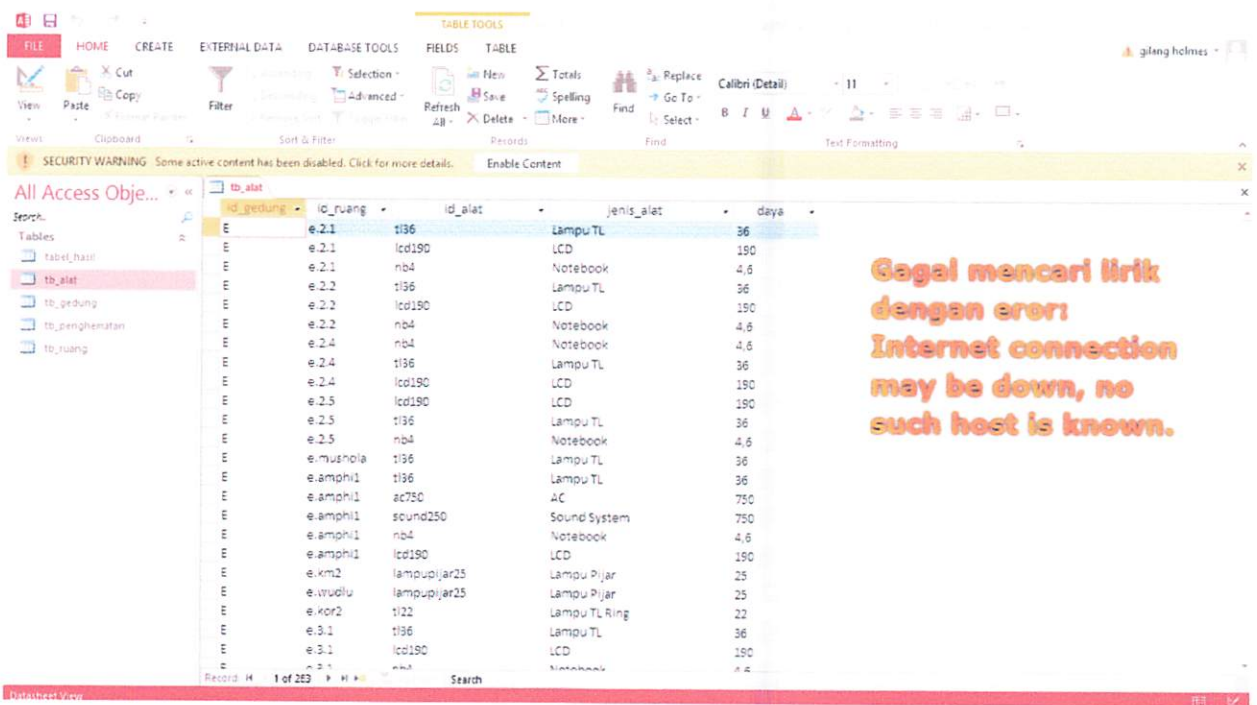 TABLE TOOLS
FILE HOME CREATE EXTERNAL DATA DATABASE TOOLS FIELDS TABLE gilang holmes
Cut Selection New Totals Replace Calibri (Detail) 11
Copy Advanced Save Spelling Go To
View Paste Filter Refresh All Delete More Find Select B I U A
Views Clipboard Sort & Filter Records Find Text Formatting
SECURITY WARNING Some active content has been disabled. Click for more details. Enable Content
All Access Obje... tb_alat
Search..
Tables
tabel_hasil
tb_alat
tb_gedung
tb_penghematan
tb_ruang
id_gedung id_ruang id_alat jenis_alat daya
E e.2.1 tl36 Lampu TL 36
E e.2.1 lcd190 LCD 190
E e.2.1 nb4 Notebook 4,6
E e.2.2 tl36 Lampu TL 36
E e.2.2 lcd190 LCD 190
E e.2.2 nb4 Notebook 4,6
E e.2.4 nb4 Notebook 4,6
E e.2.4 tl36 Lampu TL 36
E e.2.4 lcd190 LCD 190
E e.2.5 lcd190 LCD 190
E e.2.5 tl36 Lampu TL 36
E e.2.5 nb4 Notebook 4,6
E e.mushola tl36 Lampu TL 36
E e.amphi1 tl36 Lampu TL 36
E e.amphi1 ac750 AC 750
E e.amphi1 sound250 Sound System 750
E e.amphi1 nb4 Notebook 4,6
E e.amphi1 lcd190 LCD 190
E e.km2 lampupijar25 Lampu Pijar 25
E e.wudlu lampupijar25 Lampu Pijar 25
E e.kor2 tl22 Lampu TL Ring 22
E e.3.1 tl36 Lampu TL 36
E e.3.1 lcd190 LCD 190
E e.3.1 nb4 Notebook 4,6
Gagal mencari lirik
dengan eror:
Internet connection
may be down, no
such host is known.
Record 1 of 263 Search
Datasheet View